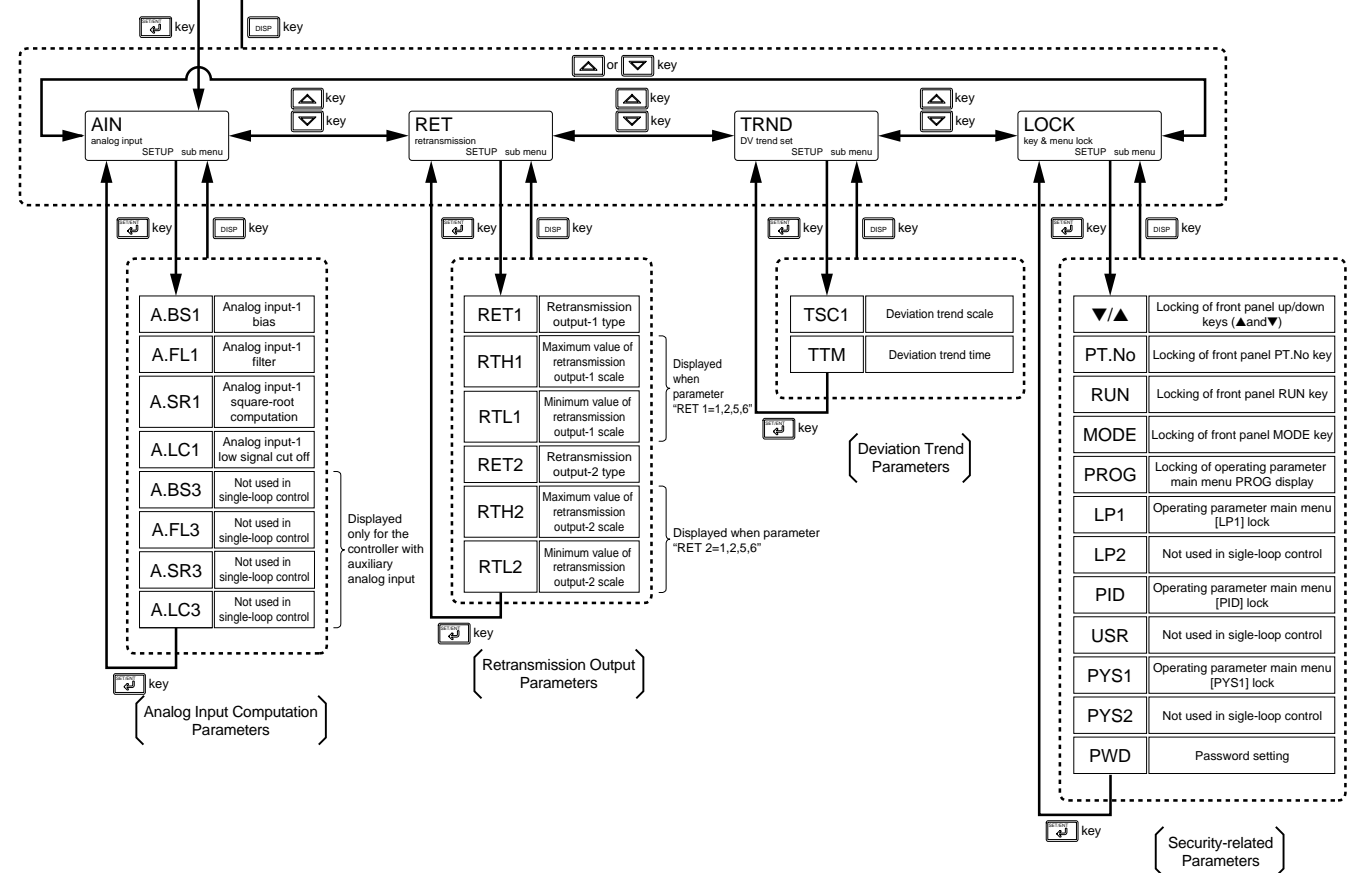 SET/ENT key
DISP key
or key
key
key
key
key
key
key
AIN
analog input
SETUP sub menu
RET
retransmission
SETUP sub menu
TRND
DV trend set
SETUP sub menu
LOCK
key & menu lock
SETUP sub menu
SET/ENT key
DISP key
SET/ENT key
DISP key
SET/ENT key
DISP key
SET/ENT key
DISP key
A.BS1
Analog input-1
bias
A.FL1
Analog input-1
filter
A.SR1
Analog input-1
square-root
computation
A.LC1
Analog input-1
low signal cut off
A.BS3
Not used in
single-loop control
A.FL3
Not used in
single-loop control
A.SR3
Not used in
single-loop control
A.LC3
Not used in
single-loop control
Displayed
only for the
controller with
auxiliary
analog input
SET/ENT key
Analog Input Computation
Parameters
RET1
Retransmission
output-1 type
RTH1
Maximum value of
retransmission
output-1 scale
RTL1
Minimum value of
retransmission
output-1 scale
RET2
Retransmission
output-2 type
RTH2
Maximum value of
retransmission
output-2 scale
RTL2
Minimum value of
retransmission
output-2 scale
Displayed
when
parameter
“RET 1=1,2,5,6”
Displayed when parameter
“RET 2=1,2,5,6”
SET/ENT key
Retransmission Output
Parameters
TSC1
Deviation trend scale
TTM
Deviation trend time
SET/ENT key
Deviation Trend
Parameters
▼/▲
Locking of front panel up/down
keys (▲and▼)
PT.No
Locking of front panel PT.No key
RUN
Locking of front panel RUN key
MODE
Locking of front panel MODE key
PROG
Locking of operating parameter
main menu PROG display
LP1
Operating parameter main menu
[LP1] lock
LP2
Not used in sigle-loop control
PID
Operating parameter main menu
[PID] lock
USR
Not used in sigle-loop control
PYS1
Operating parameter main menu
[PYS1] lock
PYS2
Not used in sigle-loop control
PWD
Password setting
SET/ENT key
Security-related
Parameters